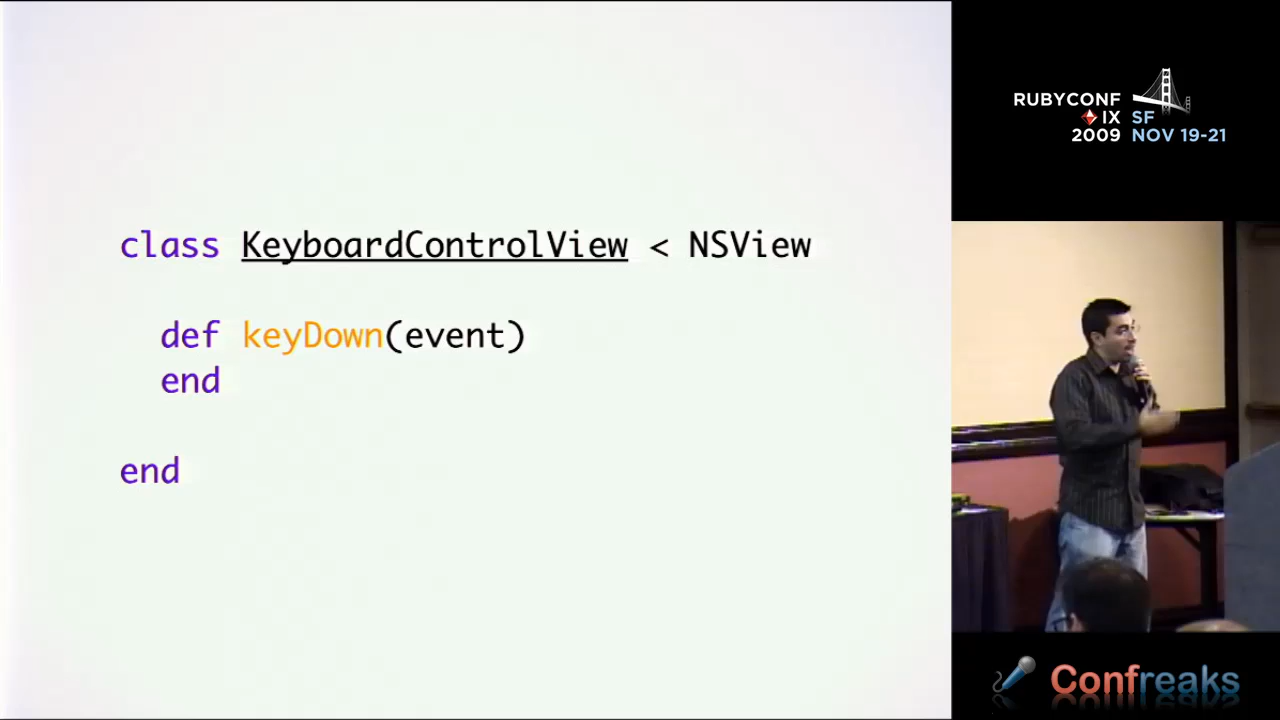 class KeyboardControlView < NSView
def keyDown(event)
end
end
RUBYCONF
IX
2009
SF
NOV 19-21
Confreaks